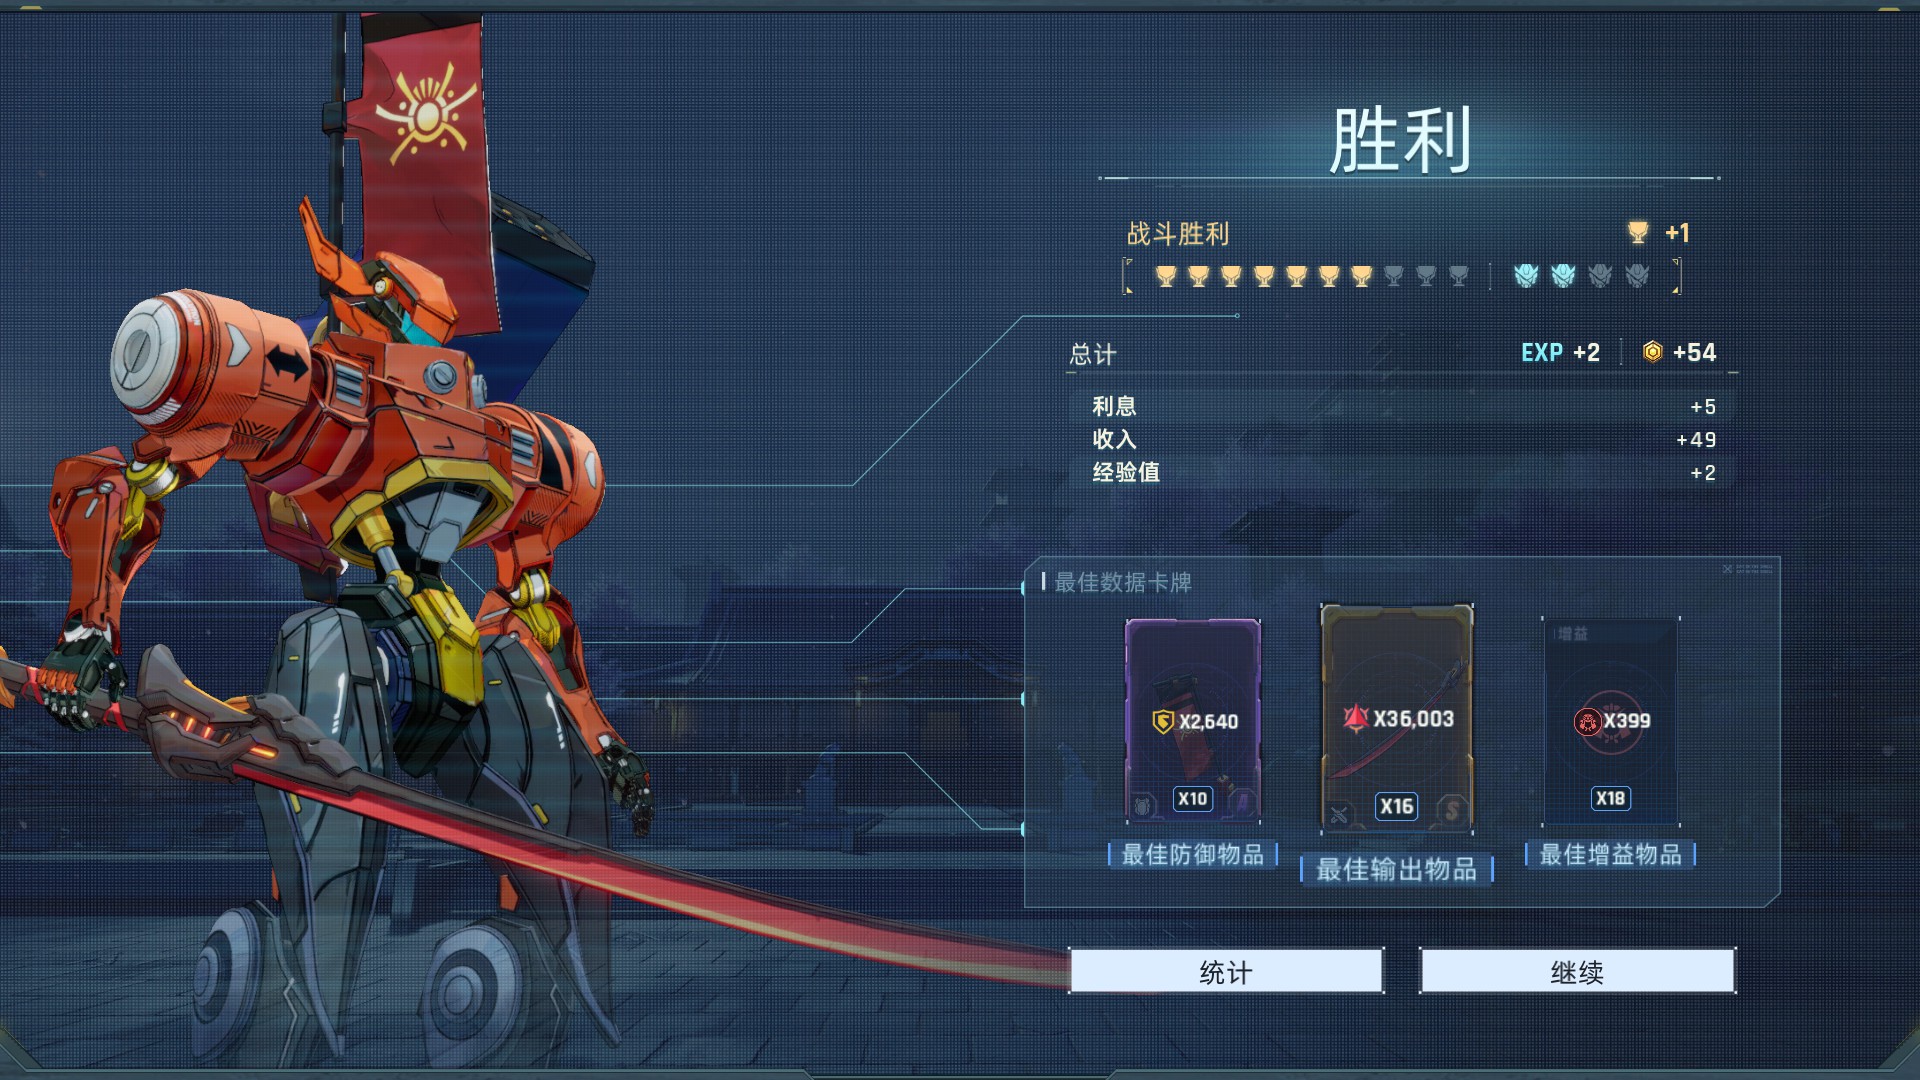 胜利
战斗胜利 +1
总计 EXP +2 +54
利息 +5
收入 +49
经验值 +2
最佳数据卡牌
增益
X2,640 X36,003 X399
X10 X16 X18
最佳防御物品 最佳输出物品 最佳增益物品
统计 继续